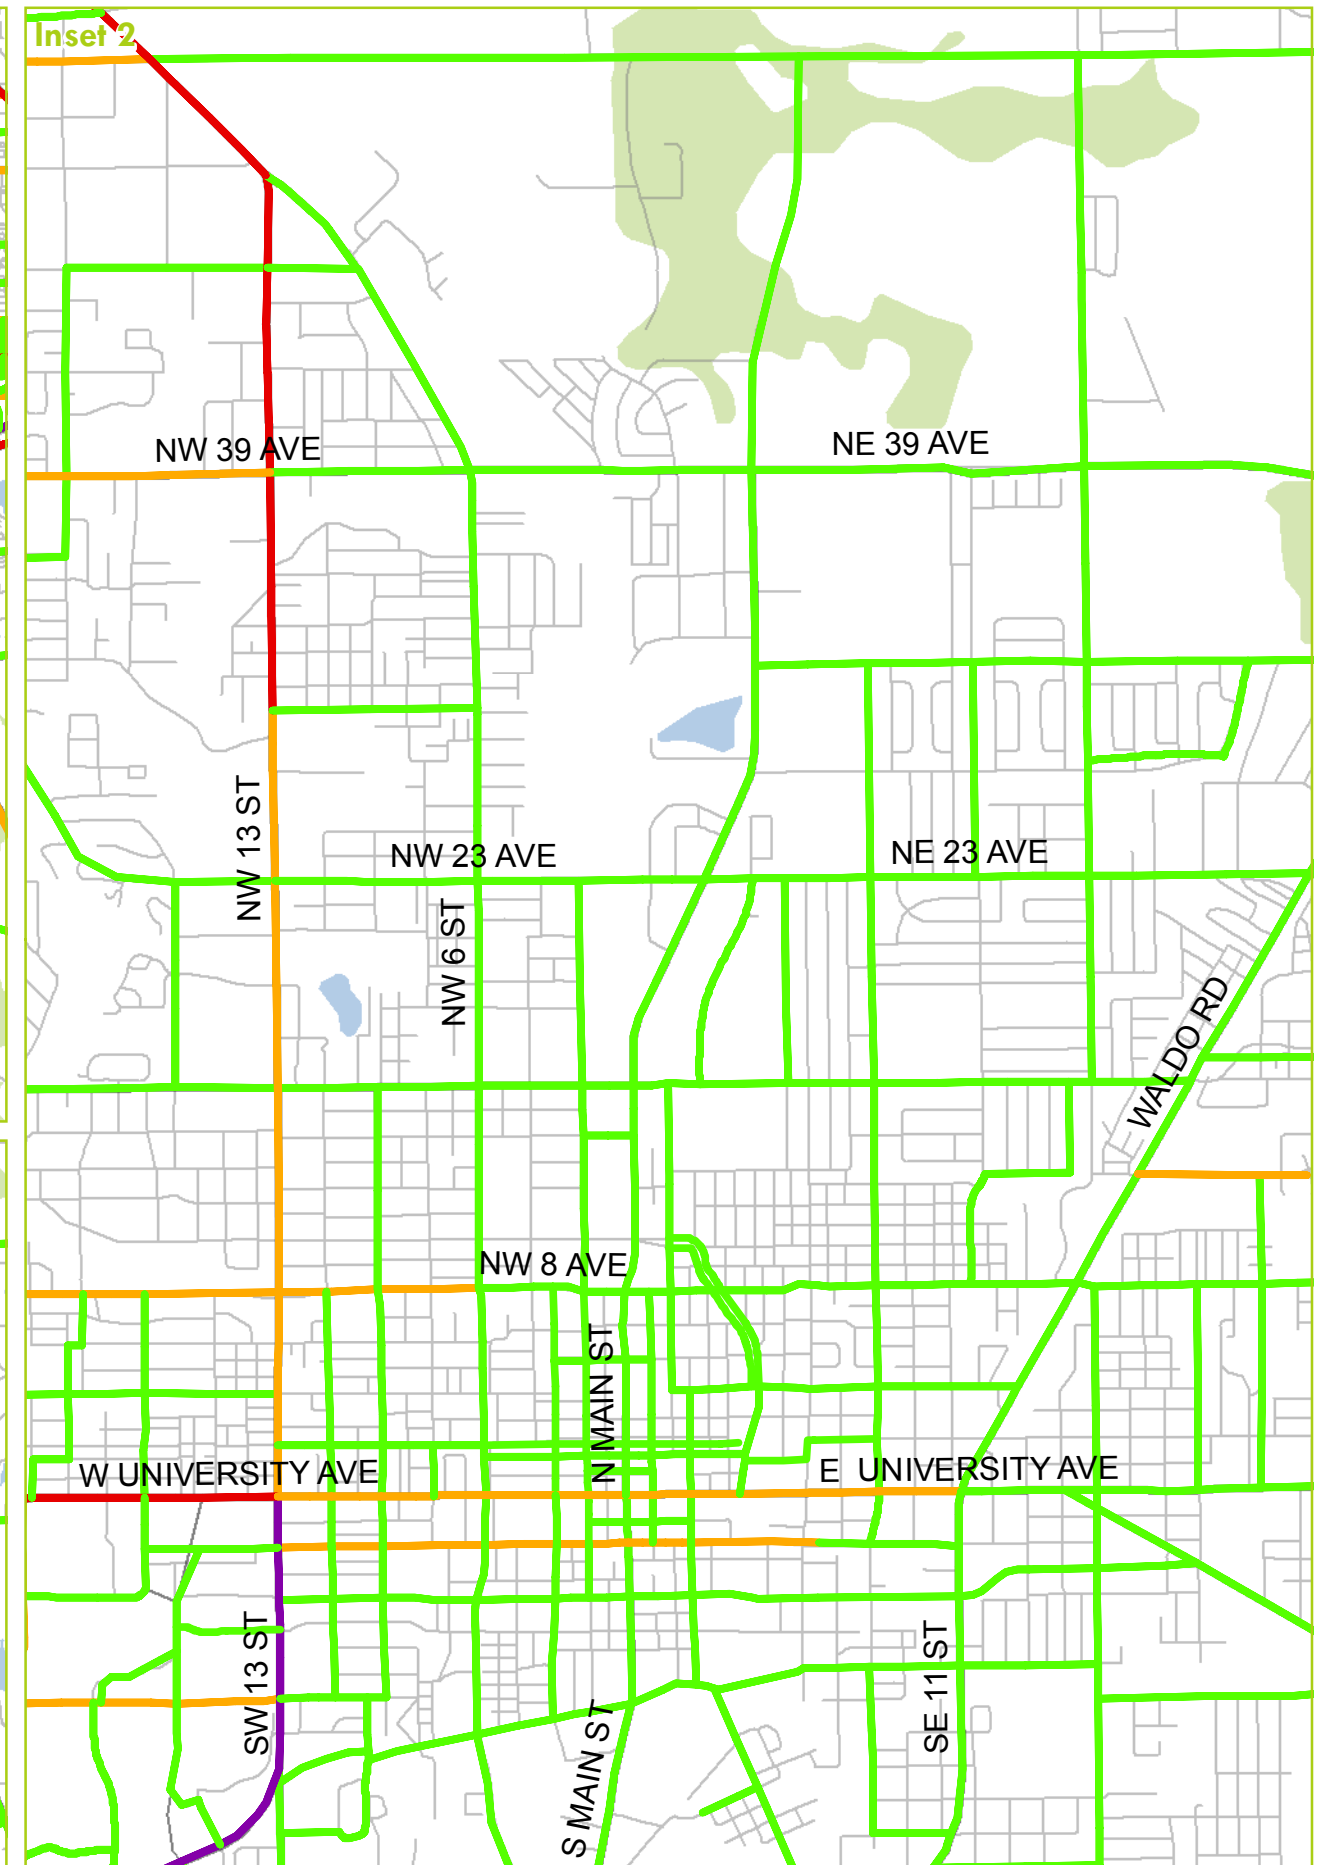 Inset 2
NW 39 AVE
NE 39 AVE
NW 13 ST
NW 23 AVE
NE 23 AVE
NW 6 ST
WALDO RD
NW 8 AVE
N MAIN ST
W UNIVERSITY AVE
E UNIVERSITY AVE
SW 13 ST
SE 11 ST
S MAIN ST